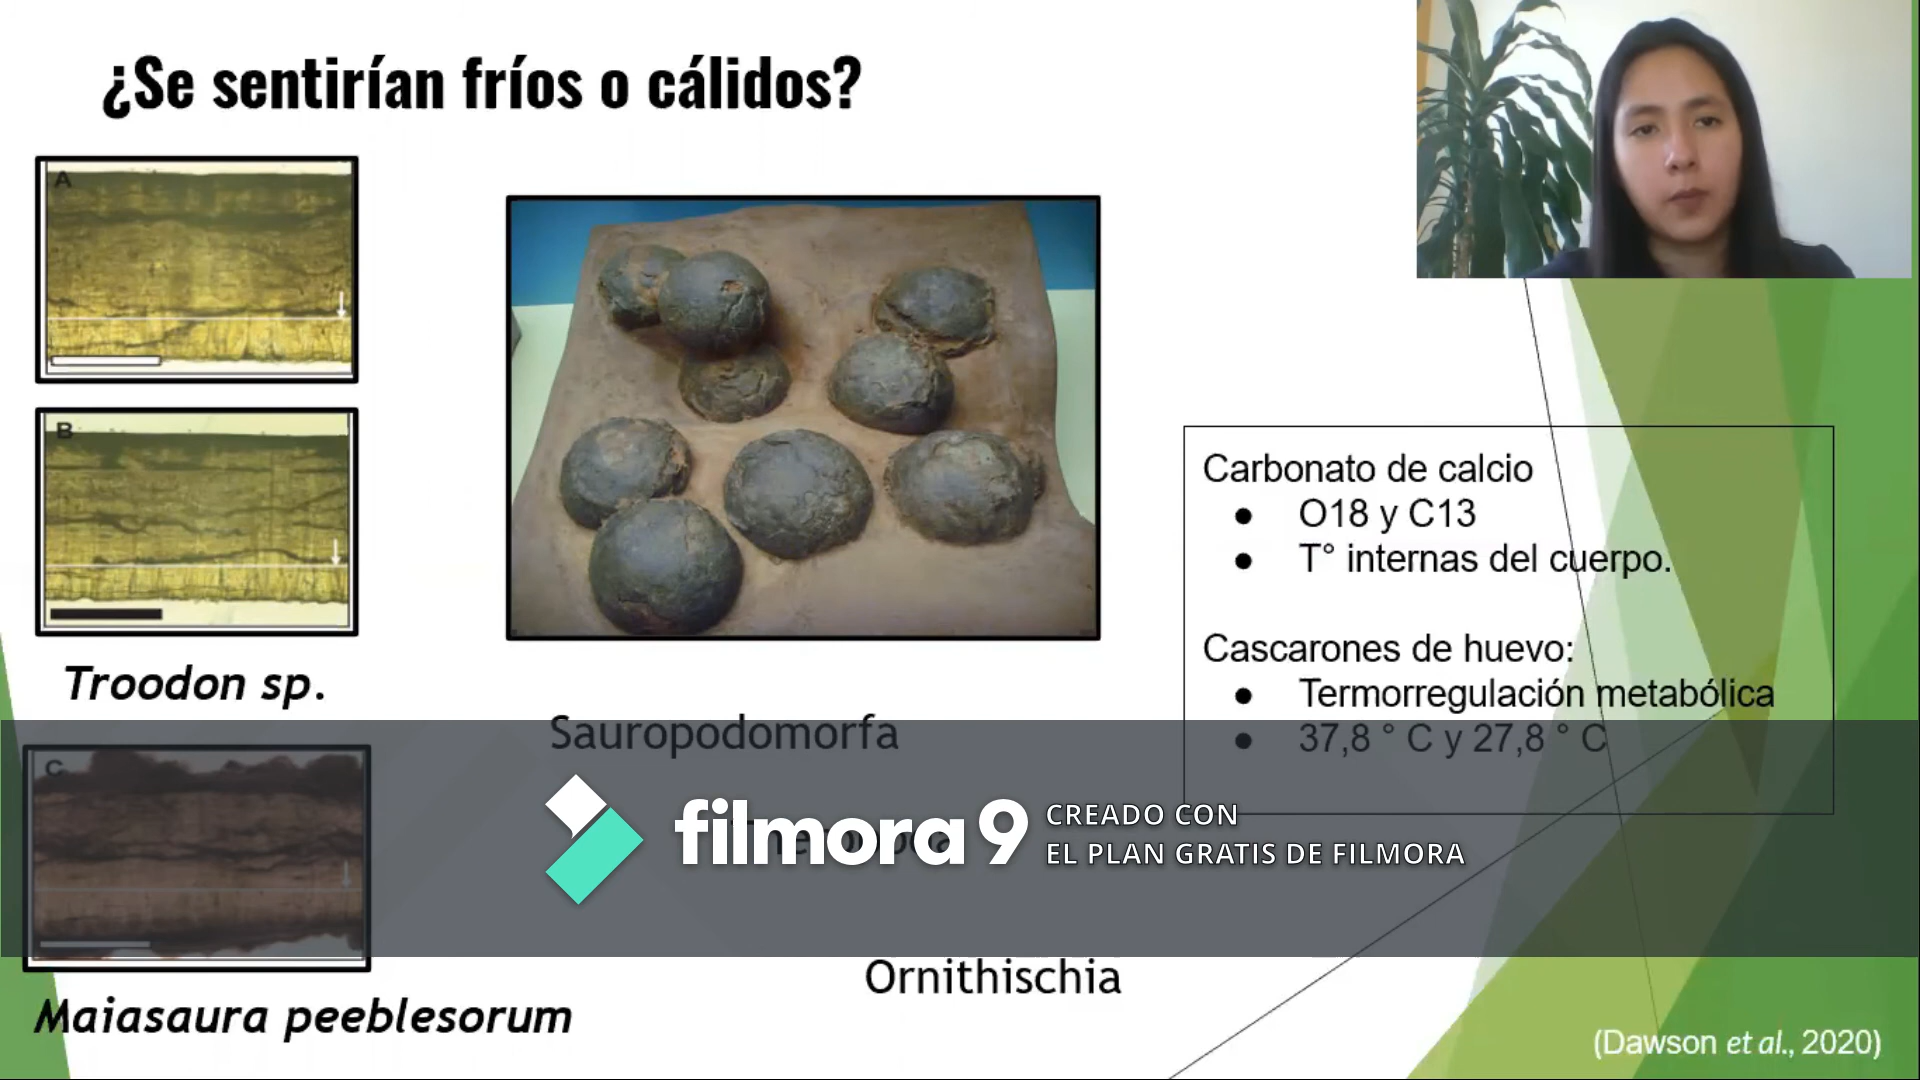 ¿Se sentirían fríos o cálidos?
A
B
Troodon sp.
C
Maiasaura peeblesorum
Sauropodomorfa
Ornithischia
Carbonato de calcio
● O18 y C13
● T° internas del cuerpo.
Cascarones de huevo:
● Termorregulación metabólica
● 37,8 ° C y 27,8 ° C
filmora 9
CREADO CON
EL PLAN GRATIS DE FILMORA
(Dawson et al., 2020)